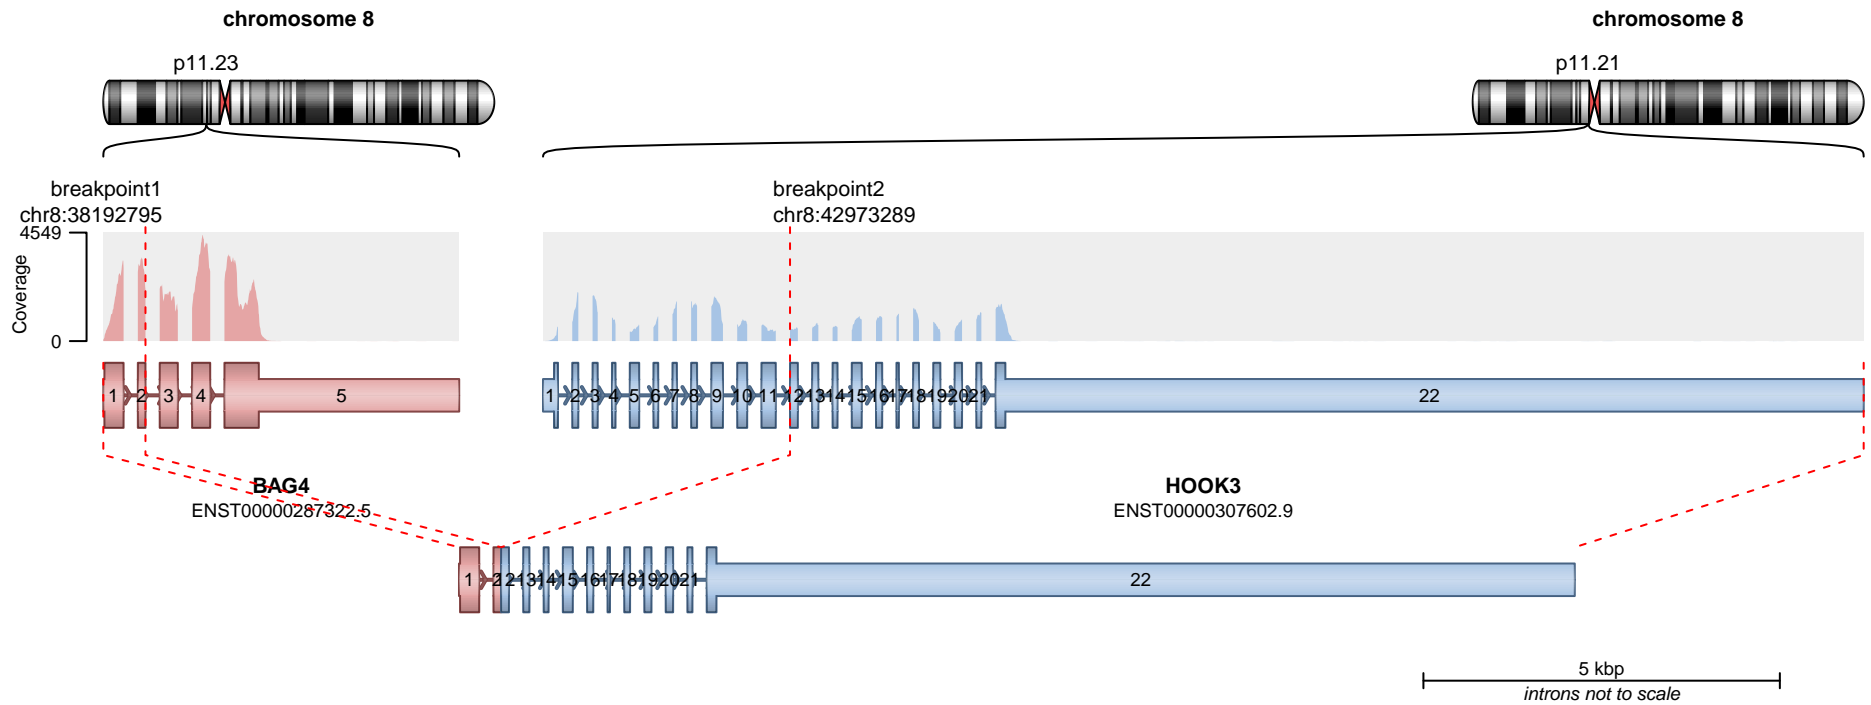 chromosome 8
chromosome 8
p11.23
p11.21
breakpoint1
chr8:38192795
breakpoint2
chr8:42973289
4549
Coverage
0
1 2 3 4 5
1 2 3 4 5 6 7 8 9 10 11 12 13 14 15 16 17 18 19 20 21 22
BAG4
ENST00000287322.5
HOOK3
ENST00000307602.9
1 2 12 13 14 15 16 17 18 19 20 21 22
5 kbp
introns not to scale